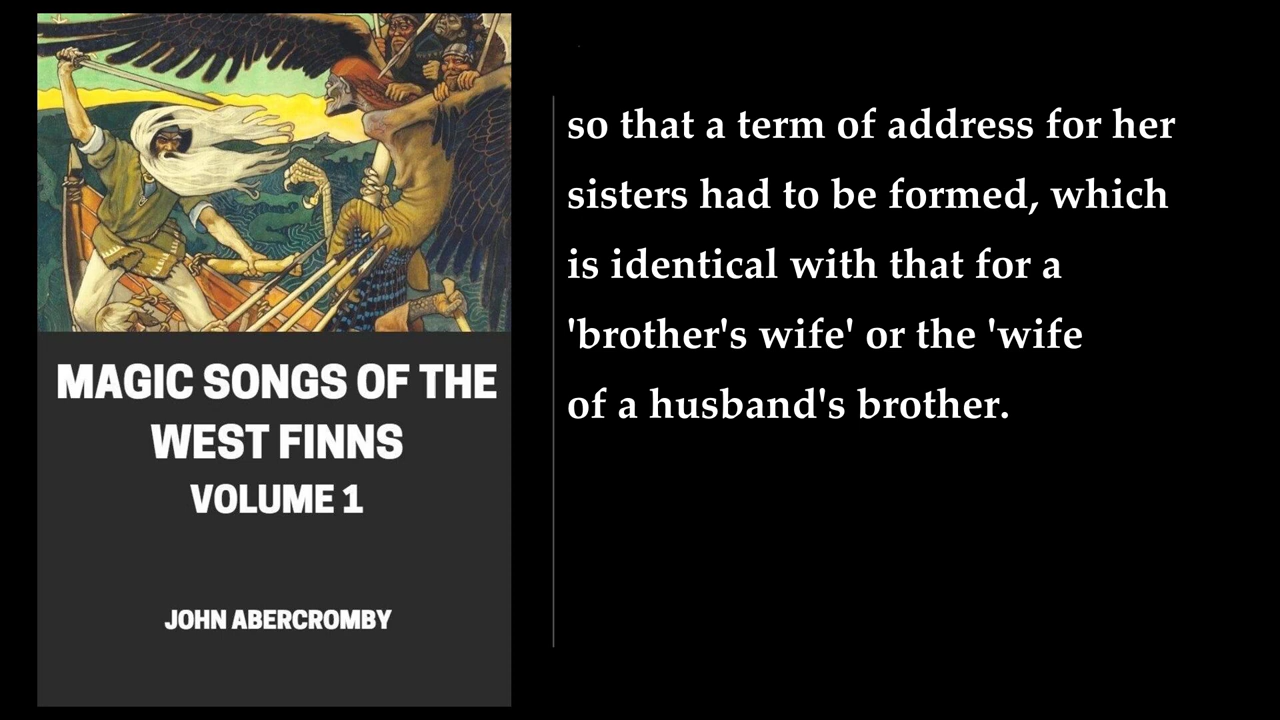 MAGIC SONGS OF THE
WEST FINNS
VOLUME 1
JOHN ABERCROMBY
so that a term of address for her
sisters had to be formed, which
is identical with that for a
'brother's wife' or the 'wife
of a husband's brother.